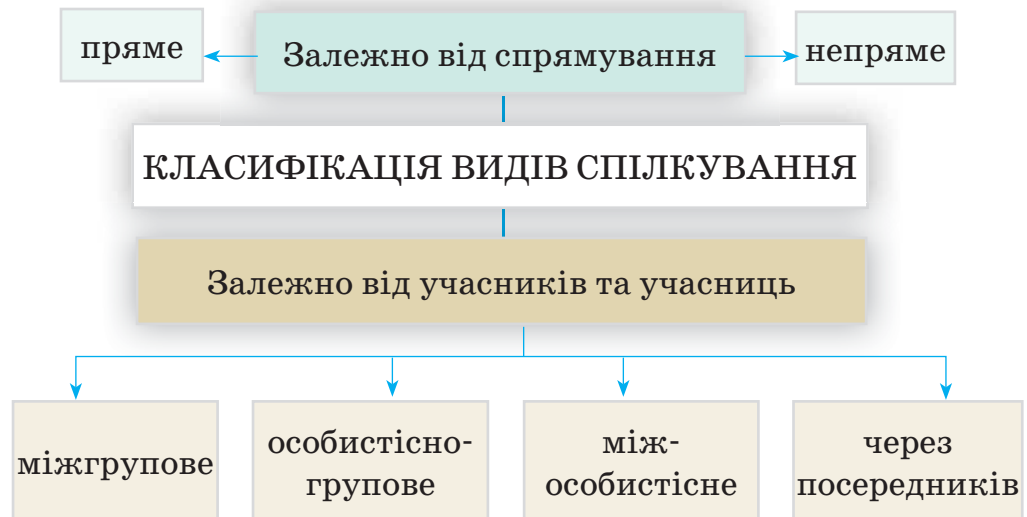 пряме
Залежно від спрямування
непряме
КЛАСИФІКАЦІЯ ВИДІВ СПІЛКУВАННЯ
Залежно від учасників та учасниць
міжгрупове
особистісно-
групове
між-
особистісне
через
посередників